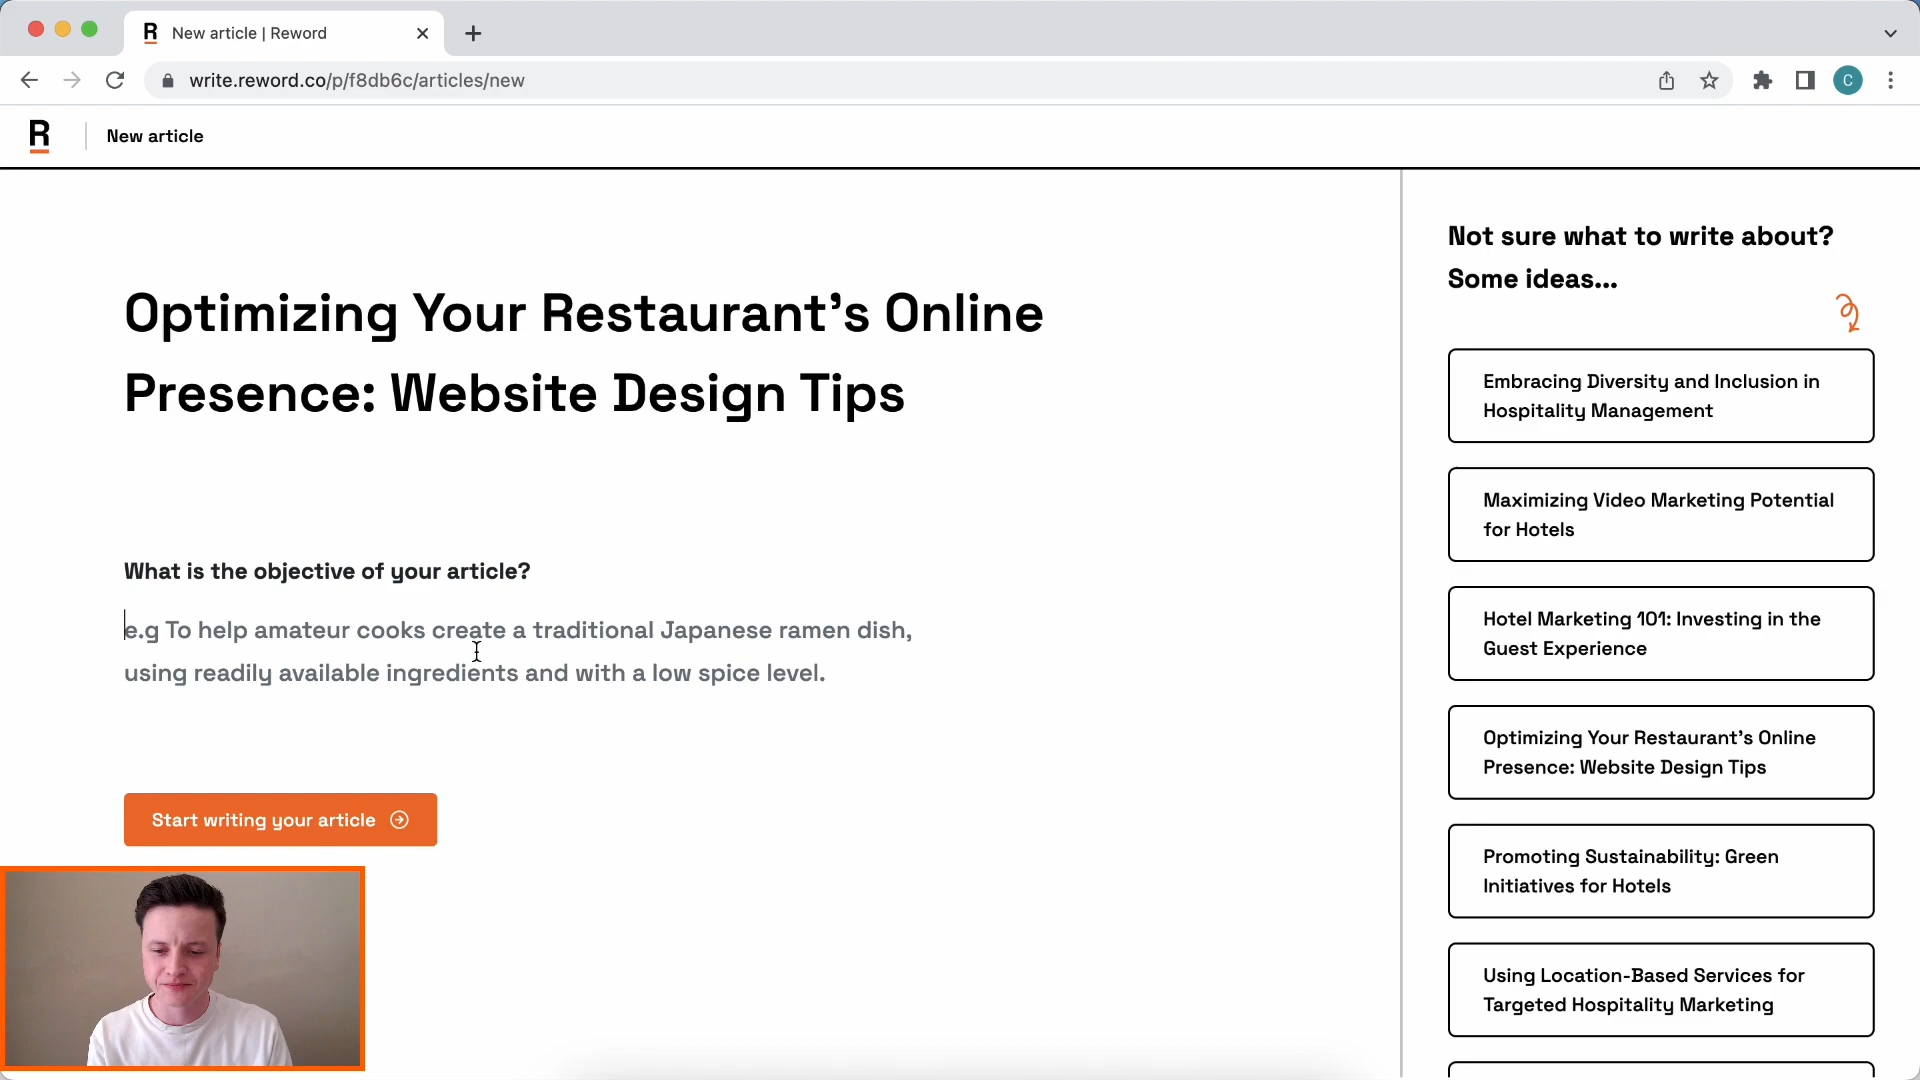 R
New article | Reword
write.reword.co/p/f8db6c/articles/new
C
R
New article
Optimizing Your Restaurant’s Online
Presence: Website Design Tips
What is the objective of your article?
e.g To help amateur cooks create a traditional Japanese ramen dish,
using readily available ingredients and with a low spice level.
Start writing your article
Not sure what to write about?
Some ideas...
Embracing Diversity and Inclusion in
Hospitality Management
Maximizing Video Marketing Potential
for Hotels
Hotel Marketing 101: Investing in the
Guest Experience
Optimizing Your Restaurant’s Online
Presence: Website Design Tips
Promoting Sustainability: Green
Initiatives for Hotels
Using Location-Based Services for
Targeted Hospitality Marketing